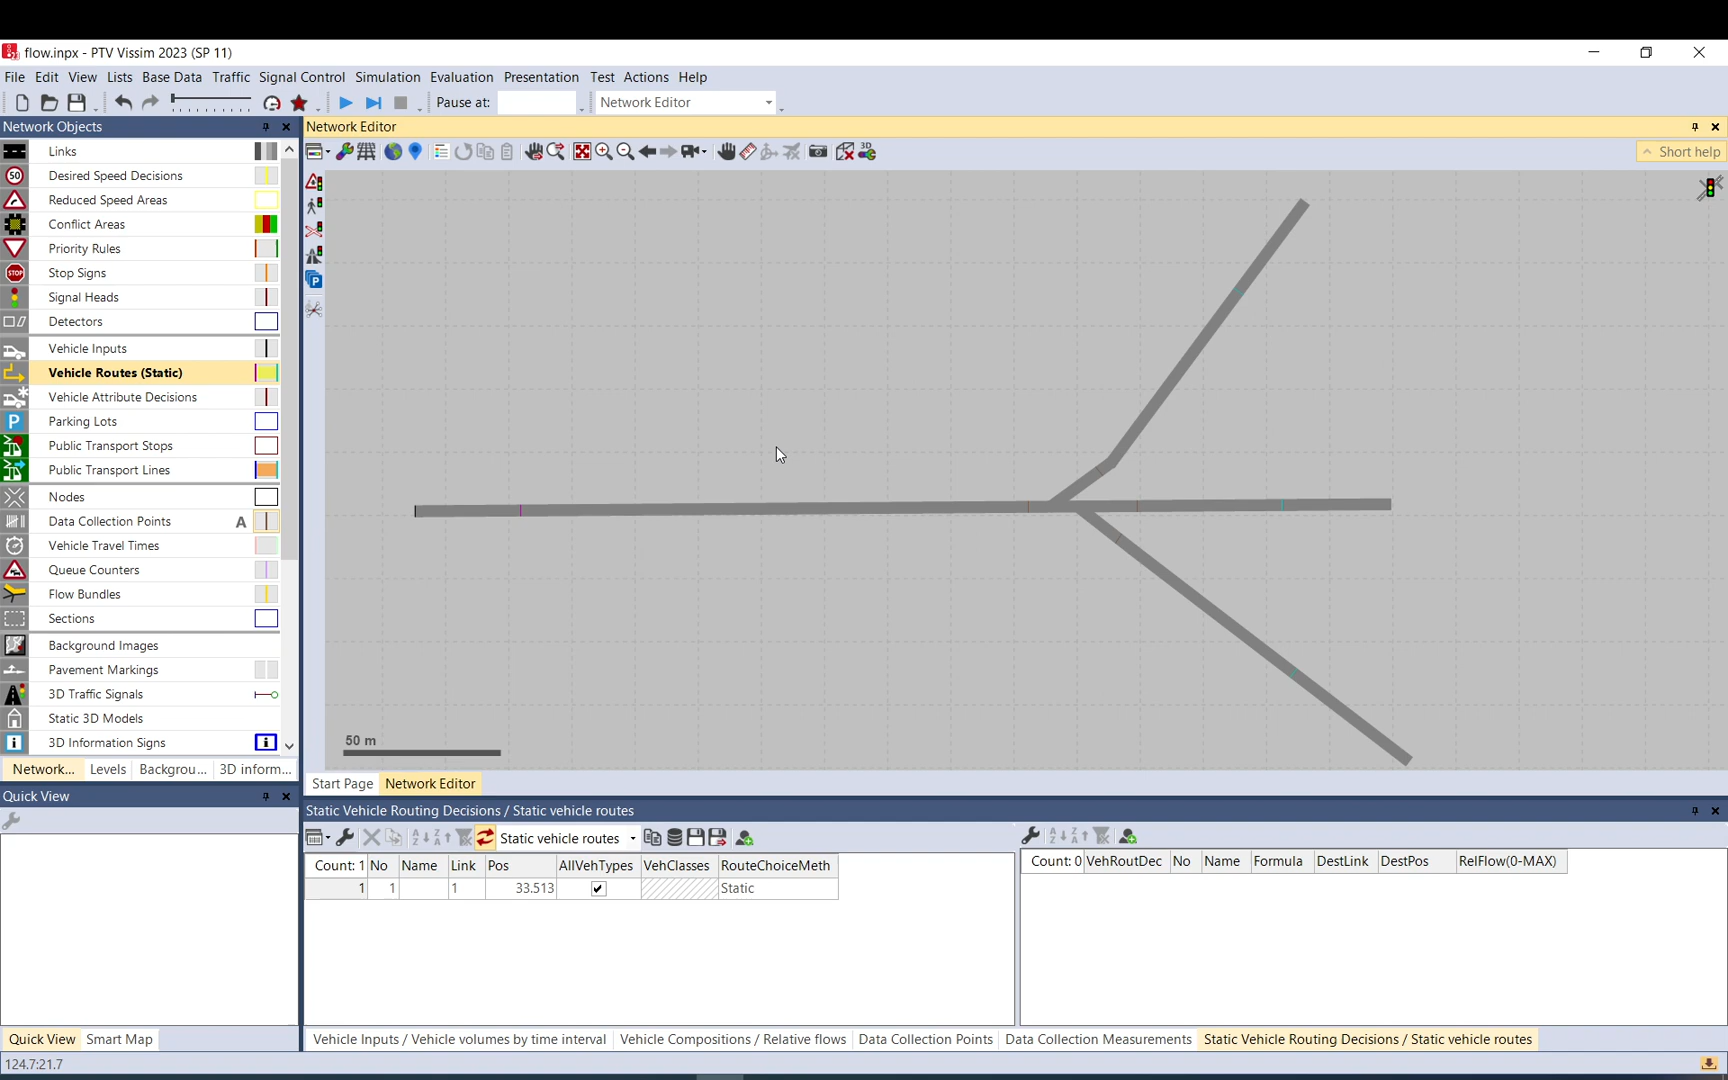 flow.inpx - PTV Vissim 2023 (SP 11)
File Edit View Lists Base Data Traffic Signal Control Simulation Evaluation Presentation Test Actions Help
Pause at: Network Editor
Network Objects
Network Editor
Short help
Links
50 Desired Speed Decisions
Reduced Speed Areas
Conflict Areas
Priority Rules
STOP Stop Signs
Signal Heads
Detectors
Vehicle Inputs
Vehicle Routes (Static)
Vehicle Attribute Decisions
P Parking Lots
Public Transport Stops
Public Transport Lines
Nodes
Data Collection Points A
Vehicle Travel Times
Queue Counters
Flow Bundles
Sections
Background Images
Pavement Markings
3D Traffic Signals
Static 3D Models
i 3D Information Signs i
Network... Levels Backgrou... 3D inform...
3D
P
50 m
Start Page Network Editor
Quick View
Quick View Smart Map
Static Vehicle Routing Decisions / Static vehicle routes
Static vehicle routes
Count: 1 No Name Link Pos AllVehTypes VehClasses RouteChoiceMeth
1 1 1 33.513 Static
Count: 0 VehRoutDec No Name Formula DestLink DestPos RelFlow(0-MAX)
Vehicle Inputs / Vehicle volumes by time interval Vehicle Compositions / Relative flows Data Collection Points Data Collection Measurements Static Vehicle Routing Decisions / Static vehicle routes
124.7:21.7